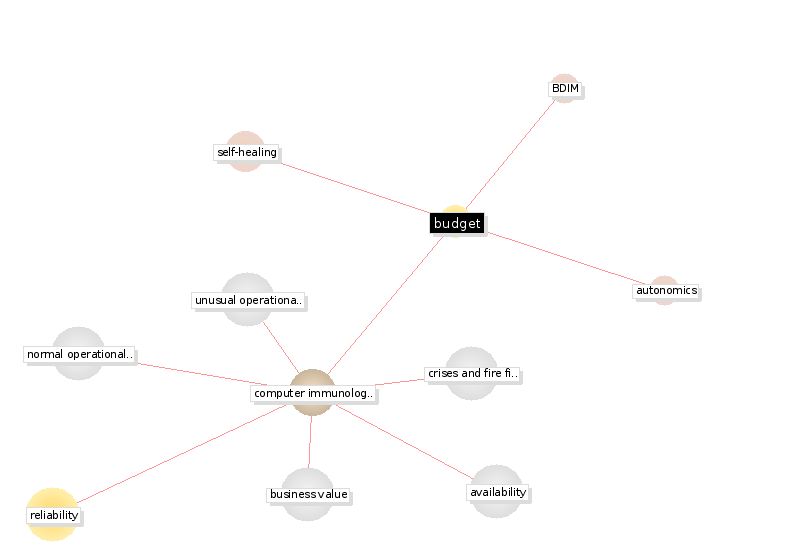 BDIM
self-healing
budget
autonomics
unusual operationa..
normal operational..
crises and fire fi..
computer immunolog..
business value
availability
reliability